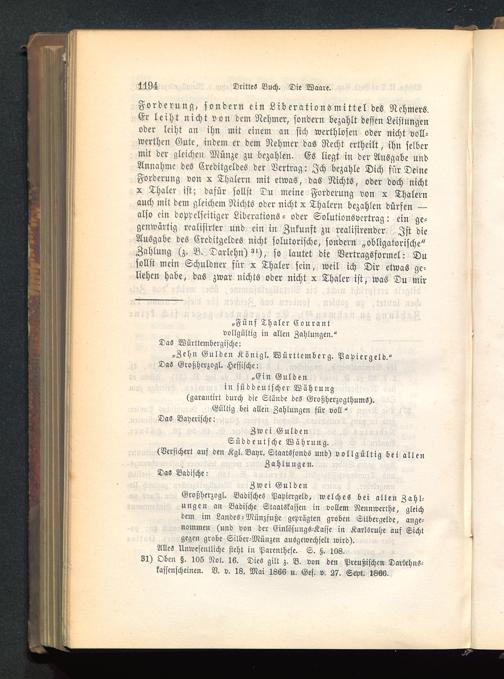 1194 Drittes Buch. Die Waare.
Forderung, sondern ein Liberationsmittel des Nehmers.
Er leiht nicht von dem Nehmer, sondern bezahlt dessen Leistungen
oder leiht an ihn mit einem an sich werthlosen oder nicht voll-
werthen Gute, indem er dem Nehmer das Recht ertheilt, ihn selber
mit der gleichen Münze zu bezahlen. Es liegt in der Ausgabe und
Annahme des Creditgeldes der Vertrag: Ich bezahle Dich für Deine
Forderung von x Thalern mit etwas, das Nichts, oder doch nicht
x Thaler ist; dafür sollst Du meine Forderung von x Thalern
auch mit dem gleichem Nichts oder nicht x Thalern bezahlen dürfen —
also ein doppelseitiger Liberations- oder Solutionsvertrag: ein ge-
genwärtig realisirter und ein in Zukunft zu realisirender. Ist die
Ausgabe des Creditgeldes nicht solutorische, sondern „obligatorische“
Zahlung (z. B. Darlehn) 31), so lautet die Vertragsformel: Du
sollst mein Schuldner für x Thaler sein, weil ich Dir etwas ge-
liehen habe, das zwar nichts oder nicht x Thaler ist, was Du mir
„Fünf Thaler Courant
vollgültig in allen Zahlungen.“
Das Württembergische:
„Zehn Gulden Königl. Württemberg. Papiergeld.“
Das Großherzogl. Hessische:
„Ein Gulden
in süddeutscher Währung
(garantirt durch die Stände des Großherzogthums).
Gültig bei allen Zahlungen für voll“
Das Bayerische:
Zwei Gulden
Süddeutsche Währung.
(Versichert auf den Kgl. Bayr. Staatsfonds und) vollgültig bei allen
Zahlungen.
Das Badische:
Zwei Gulden
Großherzogl. Badisches Papiergeld, welches bei allen Zahl-
ungen an Badische Staatskassen in vollem Nennwerthe, gleich
dem im Landes-Münzfuße geprägten groben Silbergelde, ange-
nommen (und von der Einlösungs-Kasse in Karlsruhe auf Sicht
gegen grobe Silber-Münzen ausgewechselt wird).
Alles Unwesentliche steht in Parenthese. S. §. 108.
31) Oben §. 105 Not. 16. Dies gilt z. B. von den Preußischen Darlehns-
kassenscheinen. V. v. 18. Mai 1866 u. Ges. v. 27. Sept. 1866.